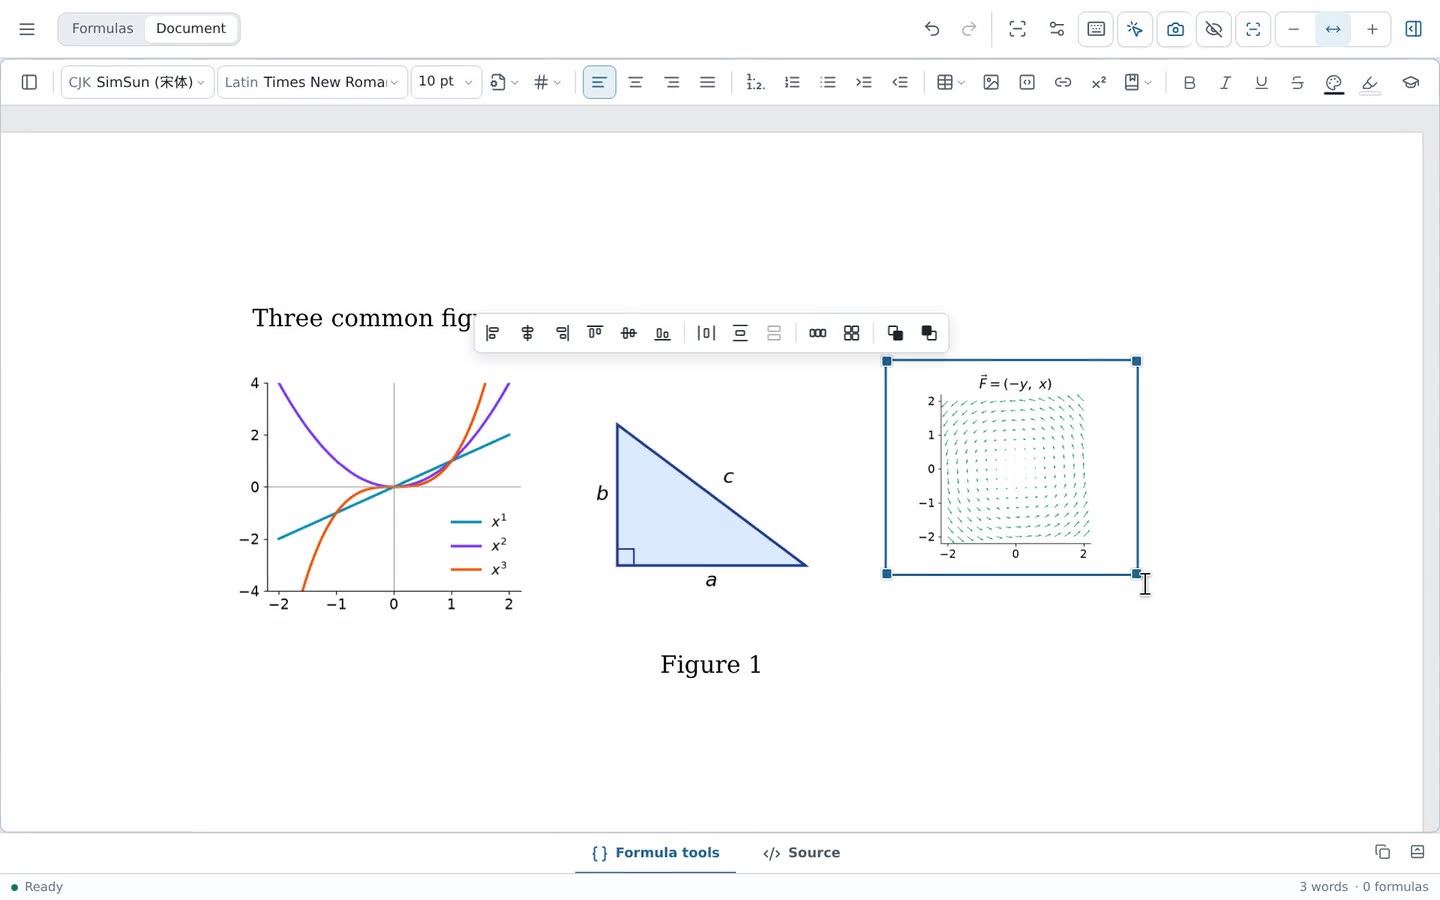 Formulas Document
CJK SimSun (宋体) Latin Times New Roma 10 pt
Three common fig
4
2
0
−2
−4
−2 −1 0 1 2
x¹
x²
x³
b
c
a
F⃗ = (−y, x)
2
1
0
−1
−2
−2 0 2
Figure 1
{} Formula tools </> Source
Ready 3 words · 0 formulas